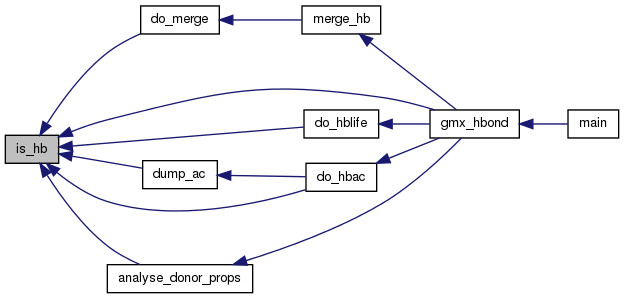 do_merge
merge_hb
do_hblife
gmx_hbond
main
is_hb
dump_ac
do_hbac
analyse_donor_props